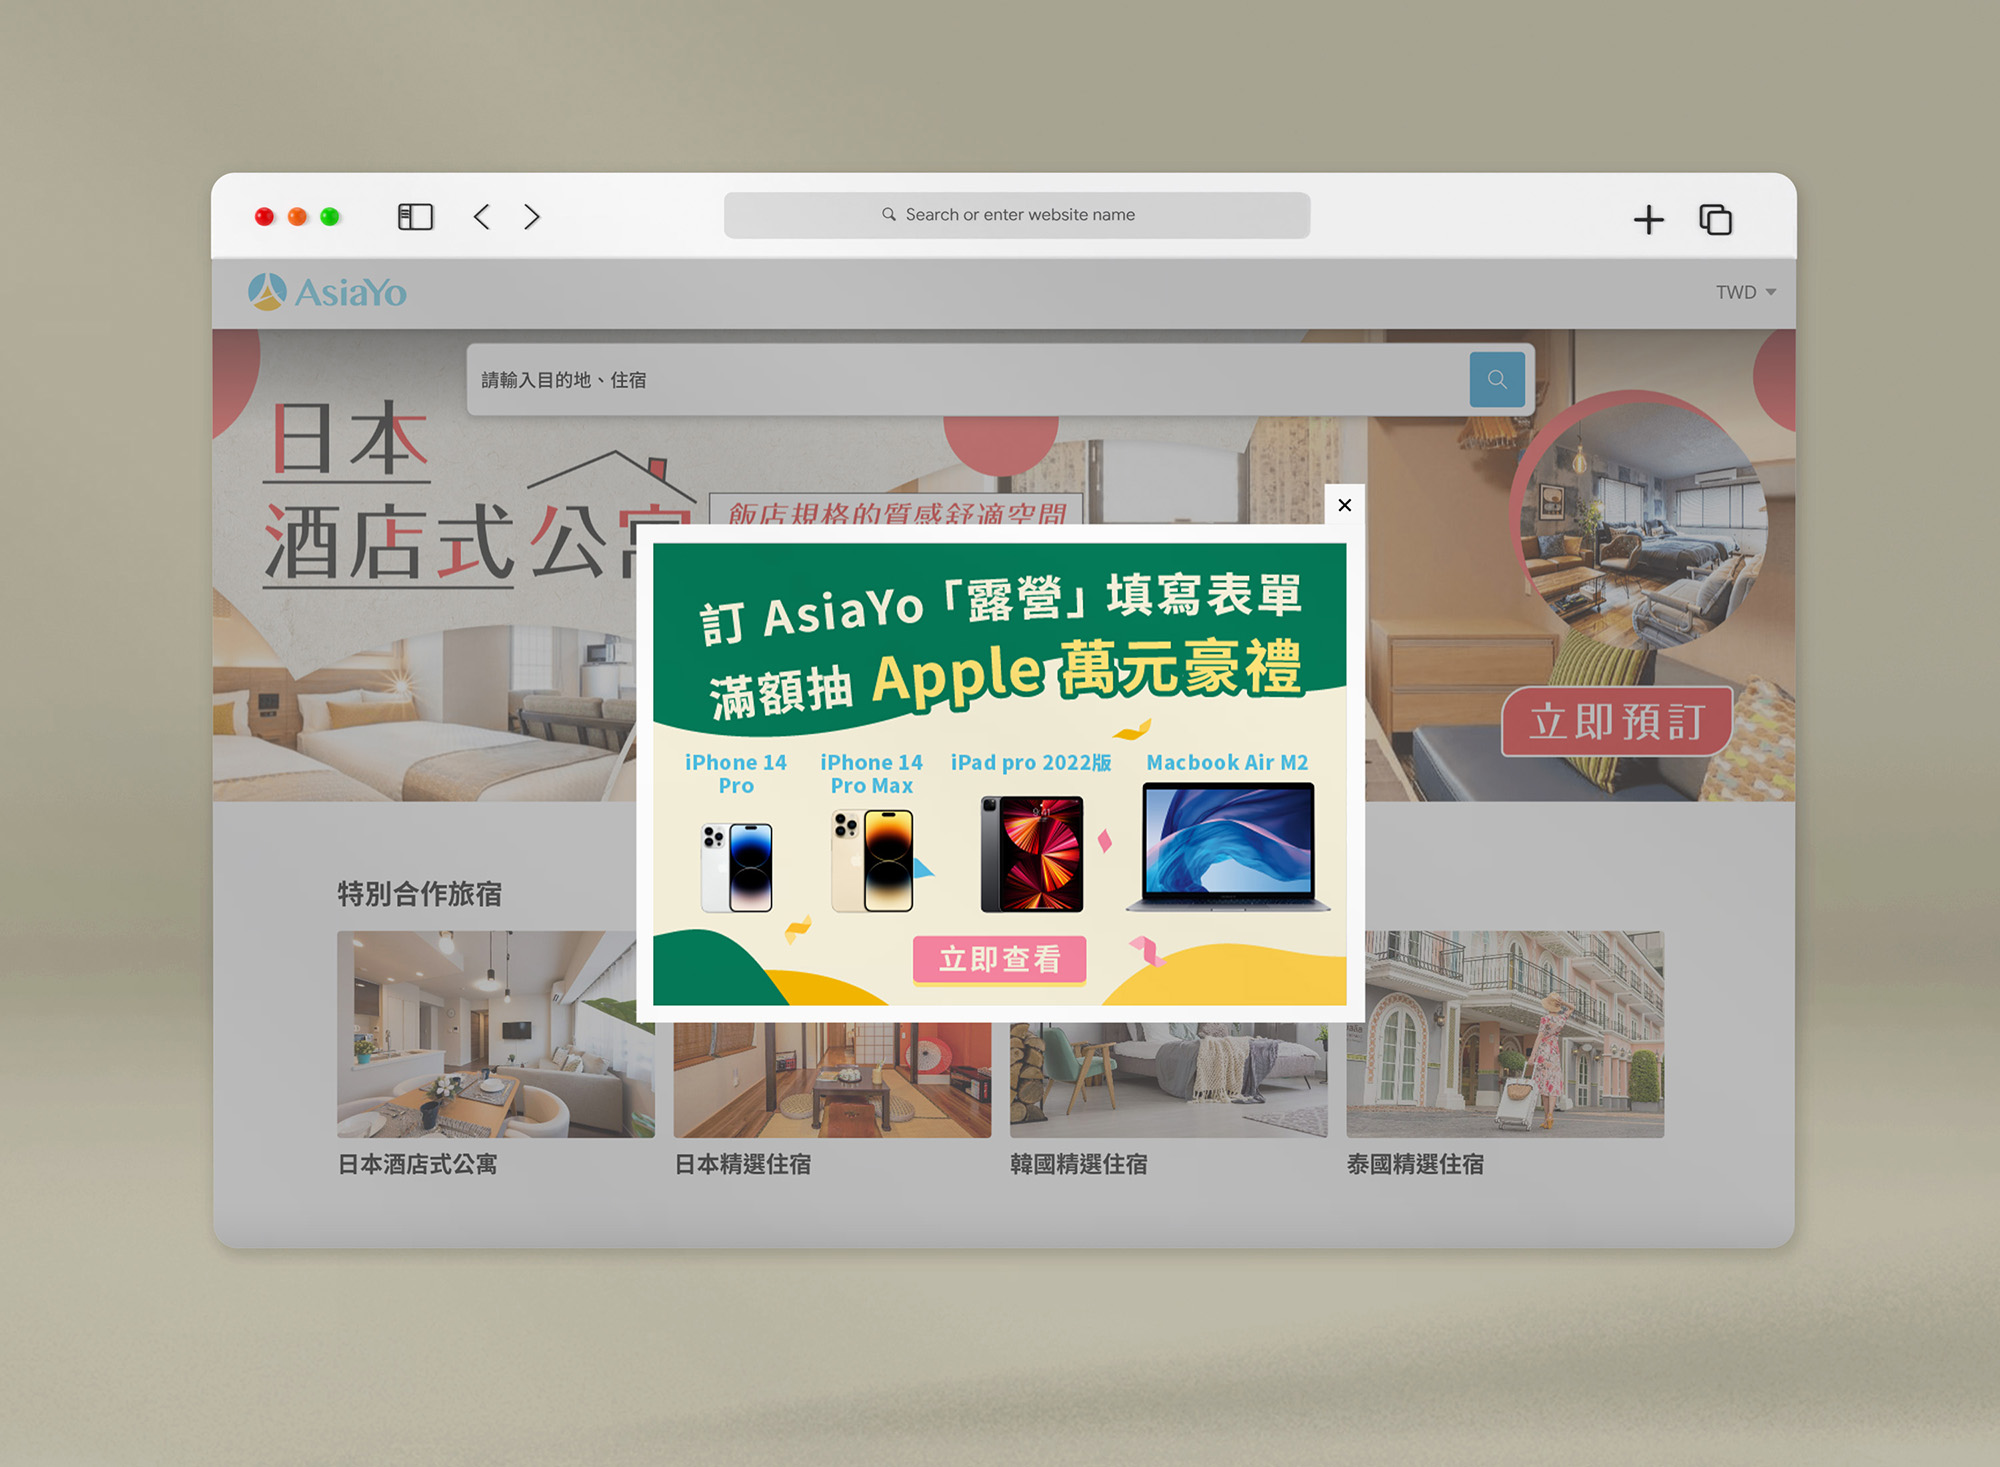 Search or enter website name
AsiaYo
TWD
請輸入目的地、住宿
日本
酒店式公寓
飯店規格的質感舒適空間
訂 AsiaYo「露營」填寫表單
滿額抽 Apple 萬元豪禮
iPhone 14
Pro
iPhone 14
Pro Max
iPad pro 2022版
Macbook Air M2
9:41
立即查看
立即預訂
特別合作旅宿
日本酒店式公寓
日本精選住宿
韓國精選住宿
泰國精選住宿